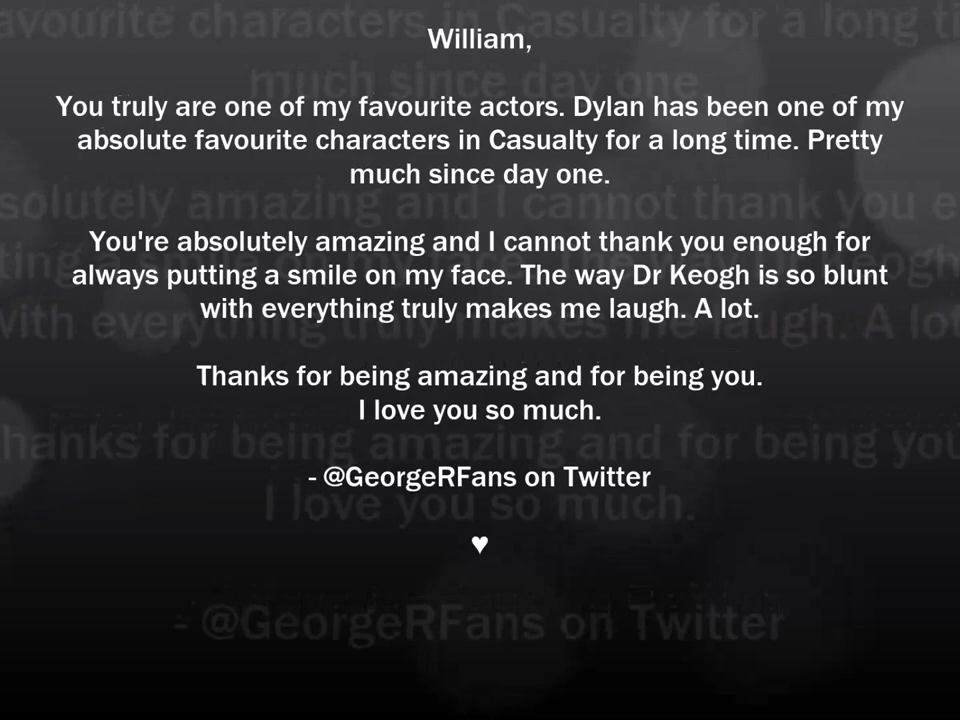 William,
You truly are one of my favourite actors. Dylan has been one of my
absolute favourite characters in Casualty for a long time. Pretty
much since day one.
You're absolutely amazing and I cannot thank you enough for
always putting a smile on my face. The way Dr Keogh is so blunt
with everything truly makes me laugh. A lot.
Thanks for being amazing and for being you.
I love you so much.
- @GeorgeRFans on Twitter
♥